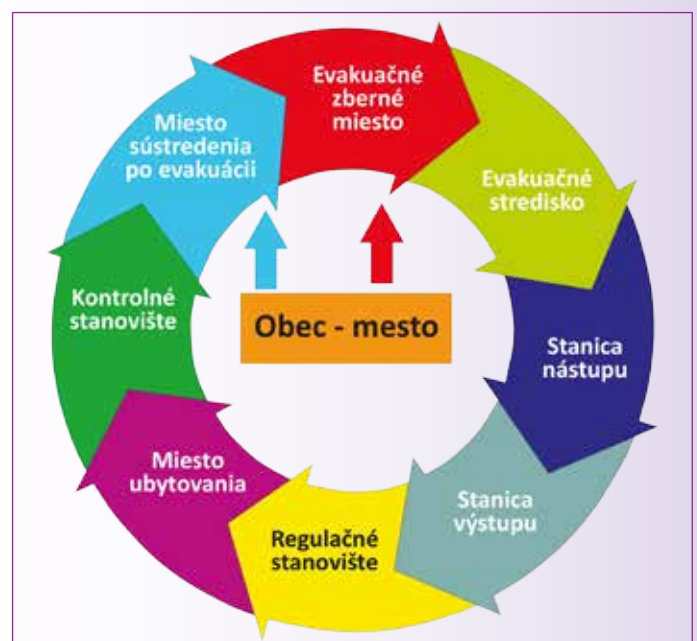 Evakuačné
zberné
miesto
Evakuačné
stredisko
Stanica
nástupu
Stanica
výstupu
Regulačné
stanovište
Miesto
ubytovania
Kontrolné
stanovište
Miesto
sústredenia
po evakuácii
Obec - mesto